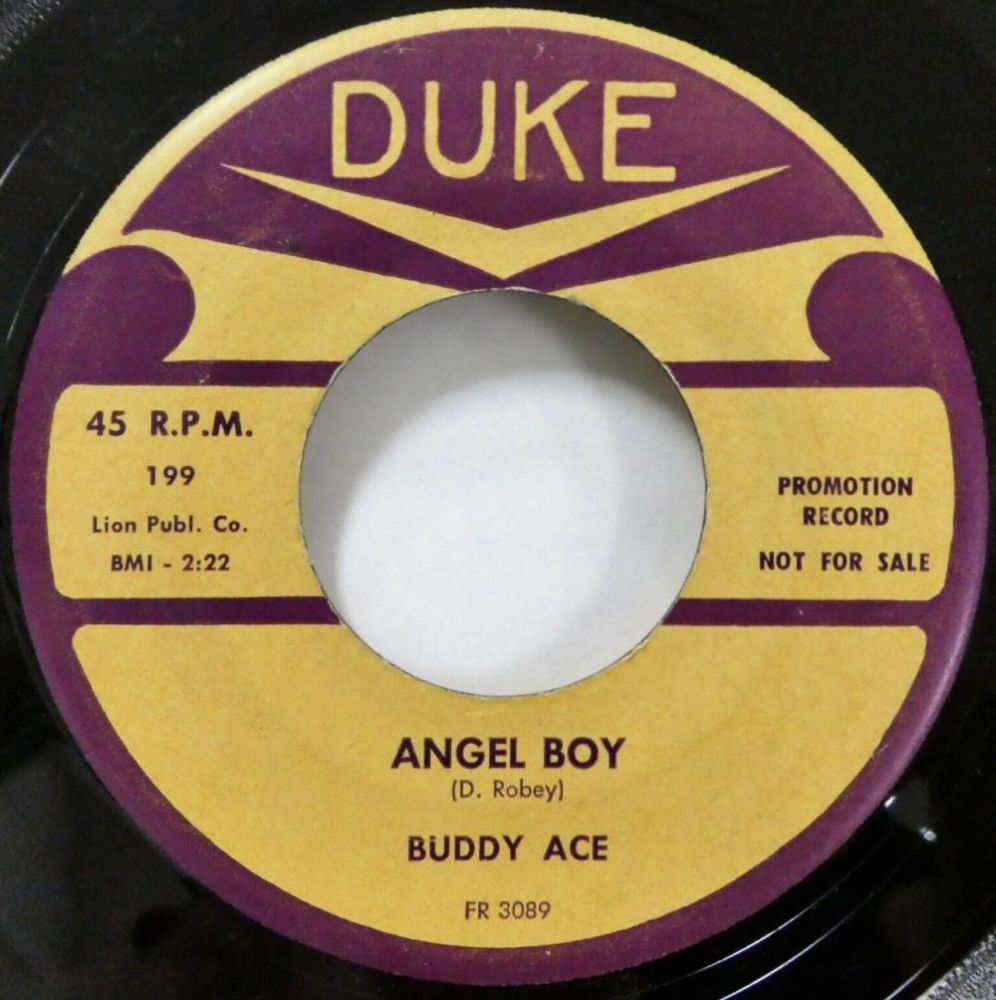 DUKE
45 R.P.M.
199
Lion Publ. Co.
BMI - 2:22
PROMOTION
RECORD
NOT FOR SALE
ANGEL BOY
(D. Robey)
BUDDY ACE
FR 3089